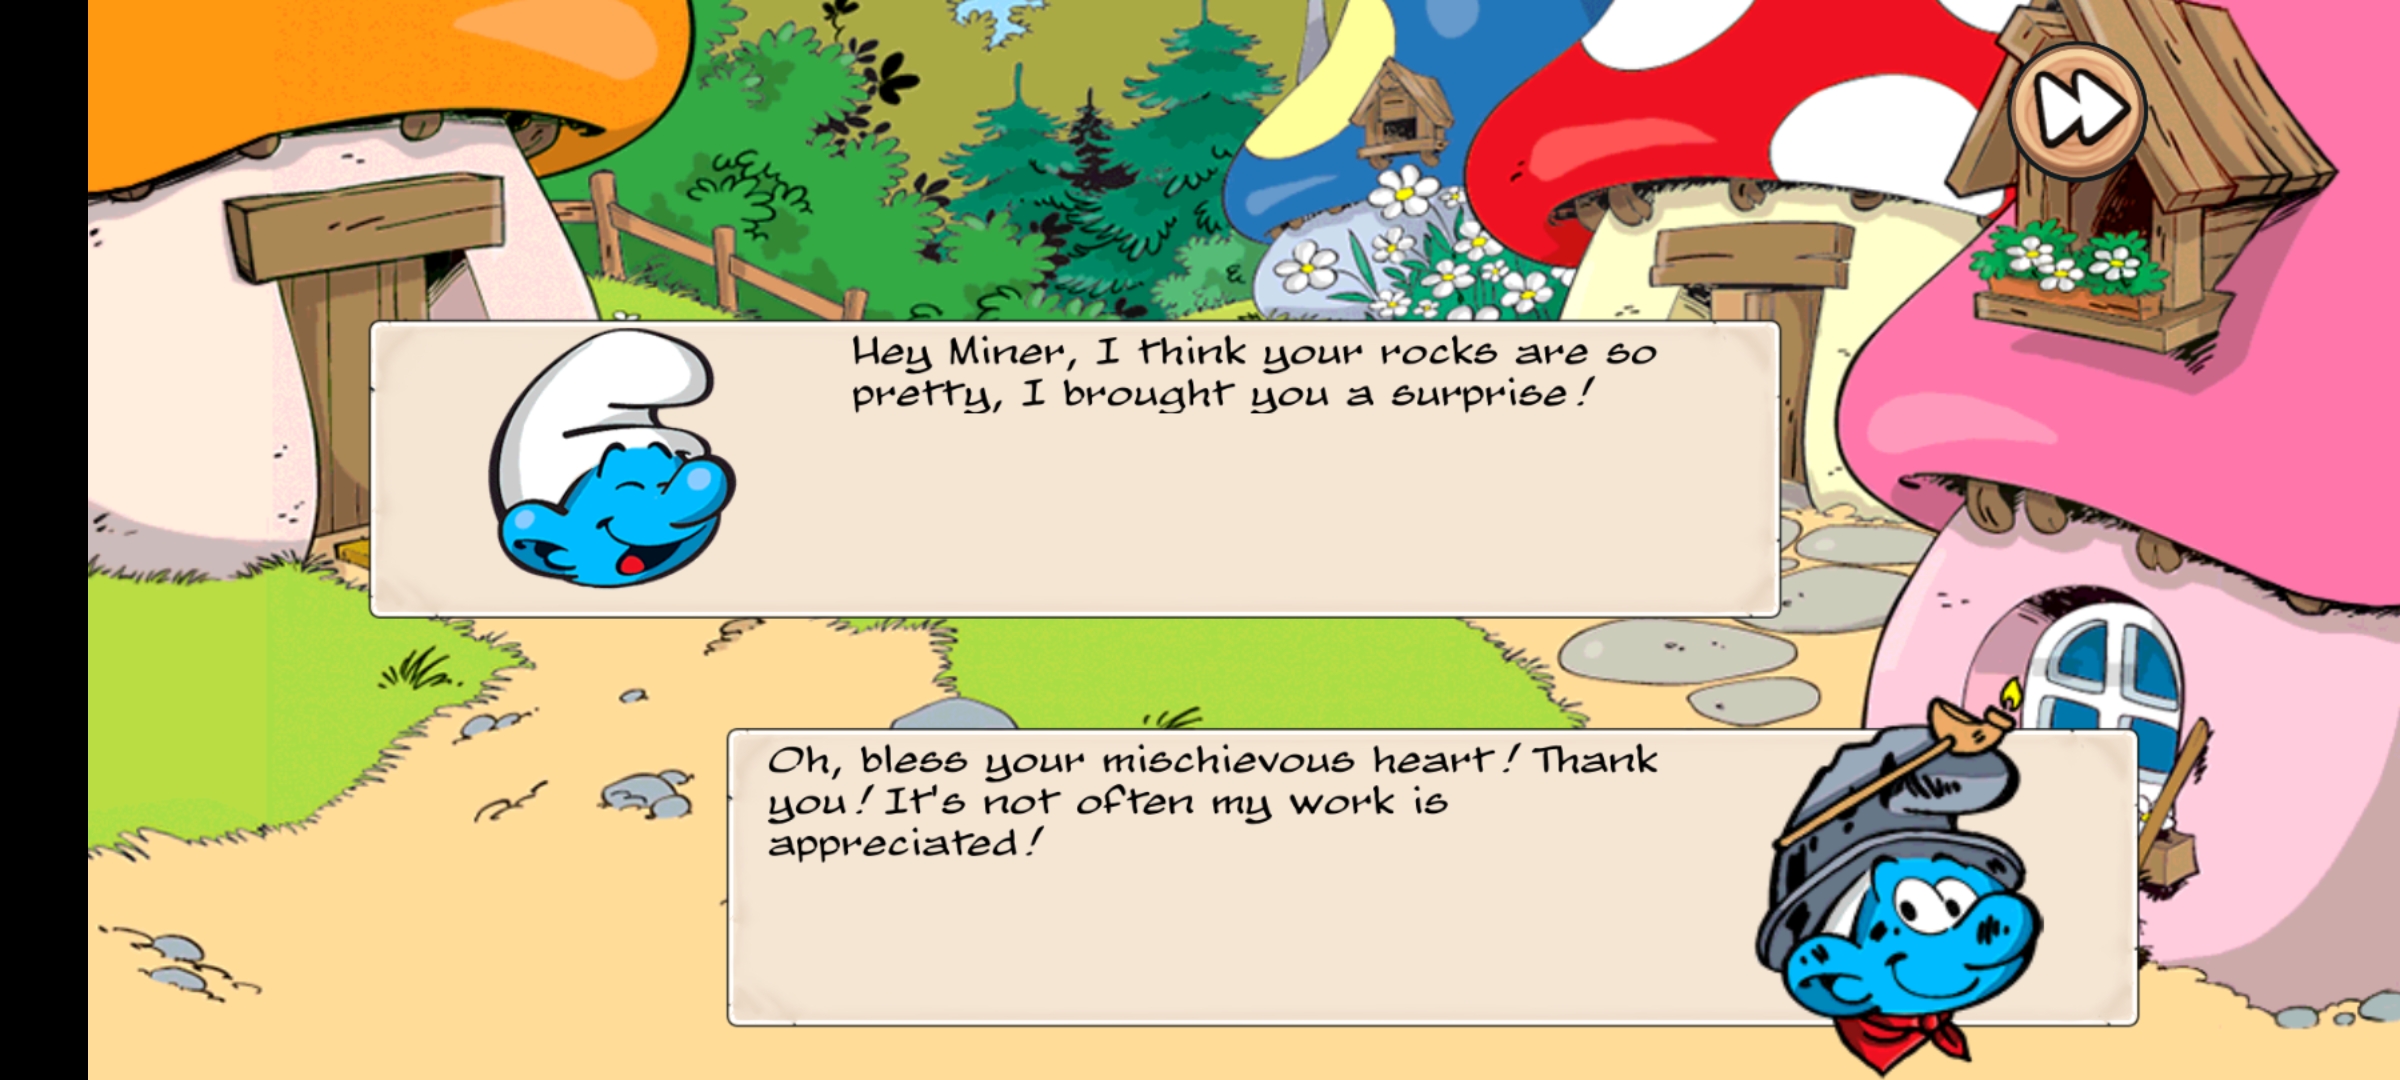 Hey Miner, I think your rocks are so
pretty, I brought you a surprise!
Oh, bless your mischievous heart! Thank
you! It's not often my work is
appreciated!